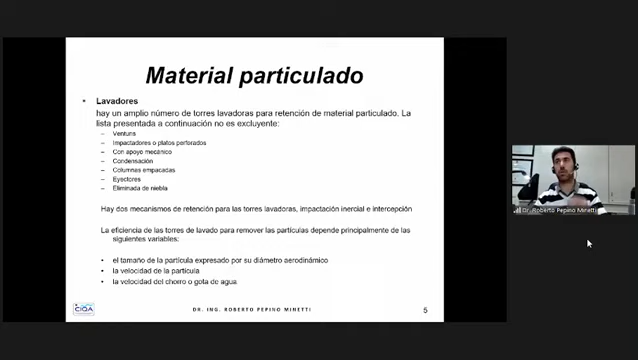 Material particulado
• Lavadores
hay un amplio número de torres lavadoras para retención de material particulado. La
lista presentada a continuación no es excluyente:
– Venturis
– Impactadores o platos perforados
– Con apoyo mecánico
– Condensación
– Columnas empacadas
– Eyectores
– Eliminada de niebla
Hay dos mecanismos de retención para las torres lavadoras, impactación inercial e intercepción
La eficiencia de las torres de lavado para remover las partículas depende principalmente de las
siguientes variables:
• el tamaño de la partícula expresado por su diámetro aerodinámico
• la velocidad de la partícula
• la velocidad del chorro o gota de agua
CIQA
DR. ING. ROBERTO PEPINO MINETTI
5
Dr. Roberto Pepino Minetti